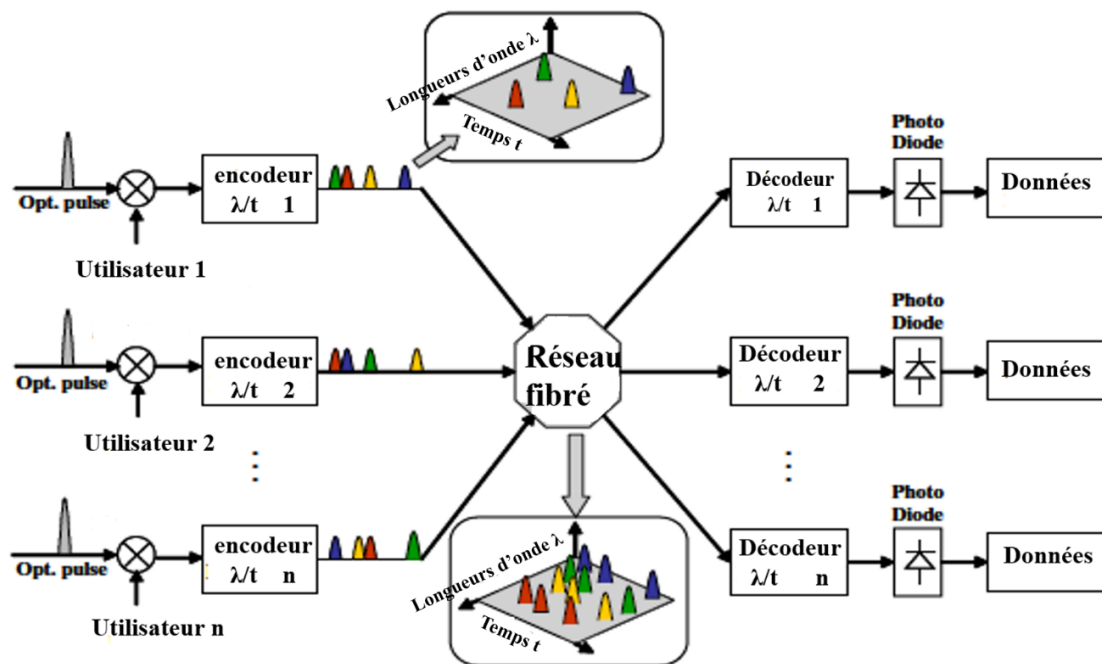 Longueurs d'onde λ
Temps t
Opt. pulse
encodeur
λ/t 1
Utilisateur 1
Décodeur
λ/t 1
Photo
Diode
Données
Opt. pulse
encodeur
λ/t 2
Utilisateur 2
Réseau
fibré
Décodeur
λ/t 2
Photo
Diode
Données
Opt. pulse
encodeur
λ/t n
Utilisateur n
Longueurs d'onde λ
Temps t
Décodeur
λ/t n
Photo
Diode
Données